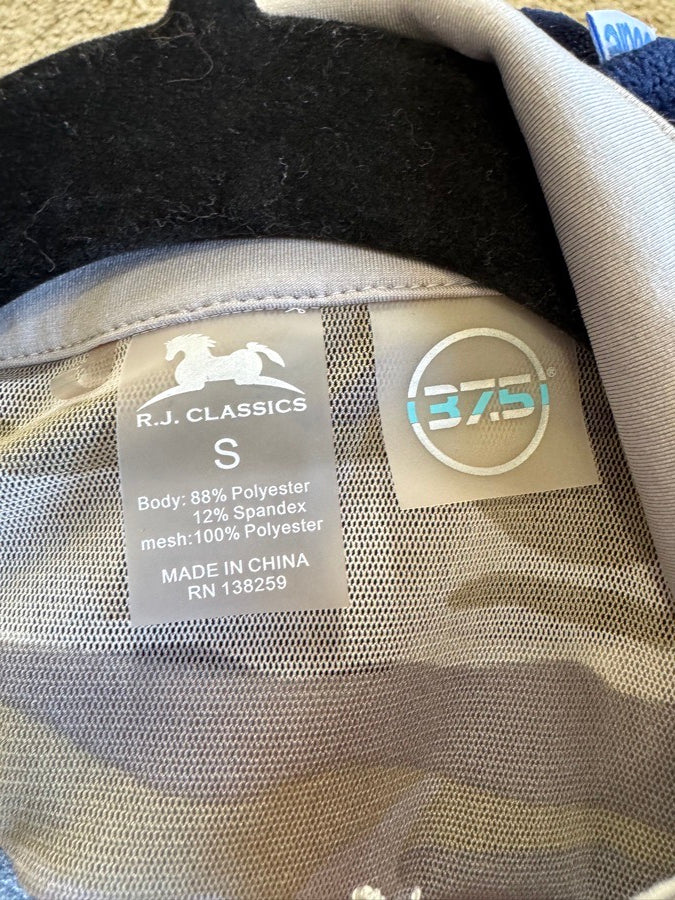 R.J. CLASSICS
S
Body: 88% Polyester
12% Spandex
mesh:100% Polyester
MADE IN CHINA
RN 138259
37.5®